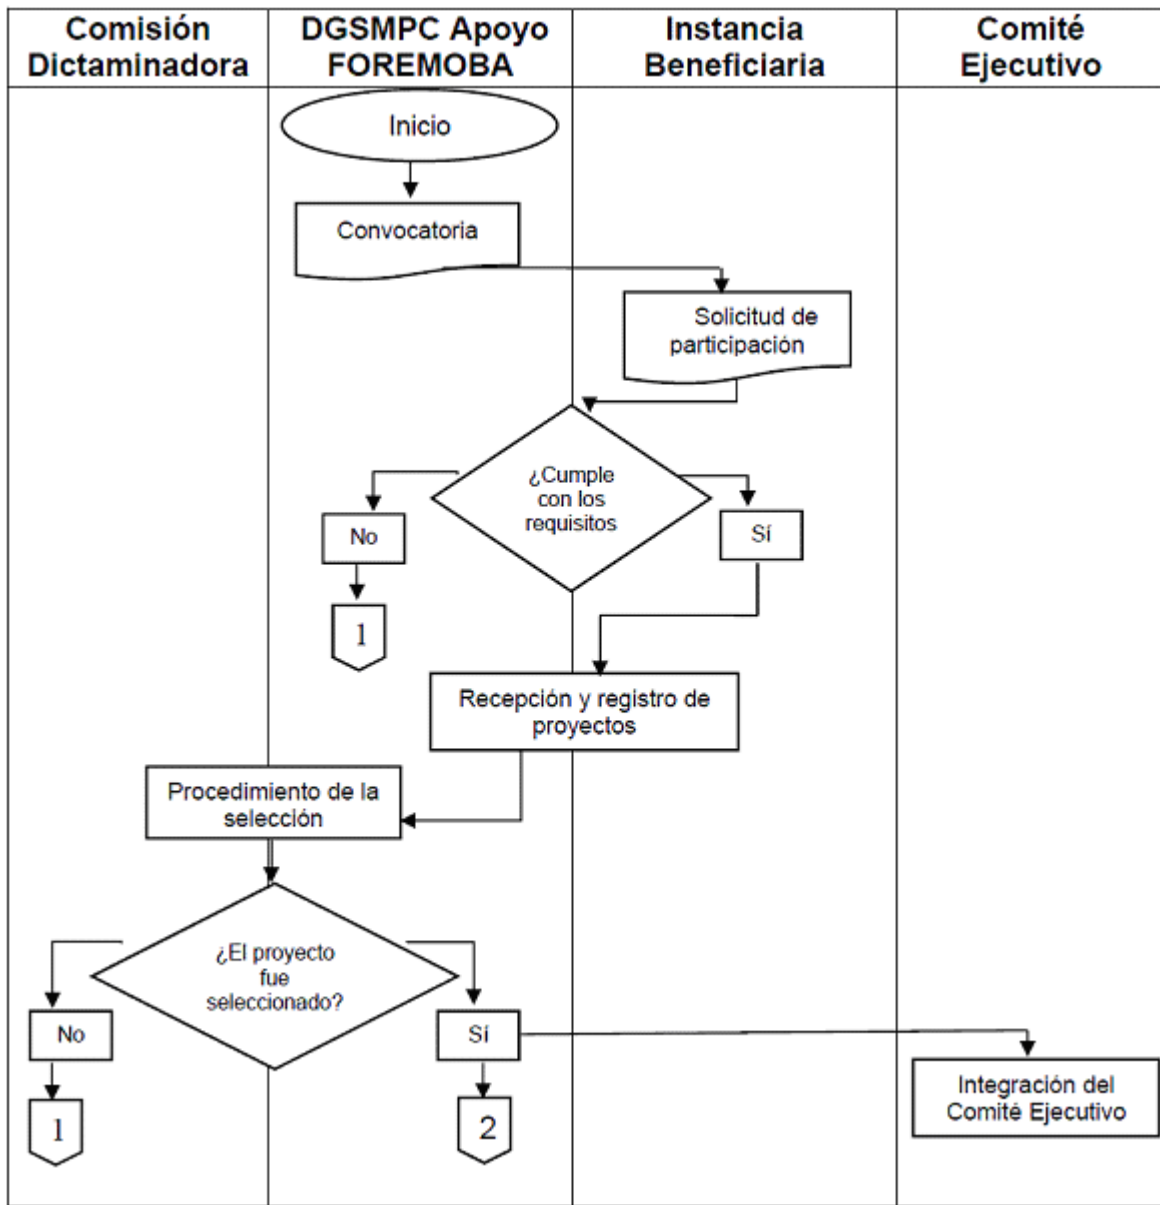 Comisión
Dictaminadora
DGSMPC Apoyo
FOREMOBA
Instancia
Beneficiaria
Comité
Ejecutivo
Inicio
Convocatoria
Solicitud de
participación
¿Cumple
con los
requisitos
No
Sí
1
Recepción y registro de
proyectos
Procedimiento de la
selección
¿El proyecto
fue
seleccionado?
No
Sí
1
2
Integración del
Comité Ejecutivo